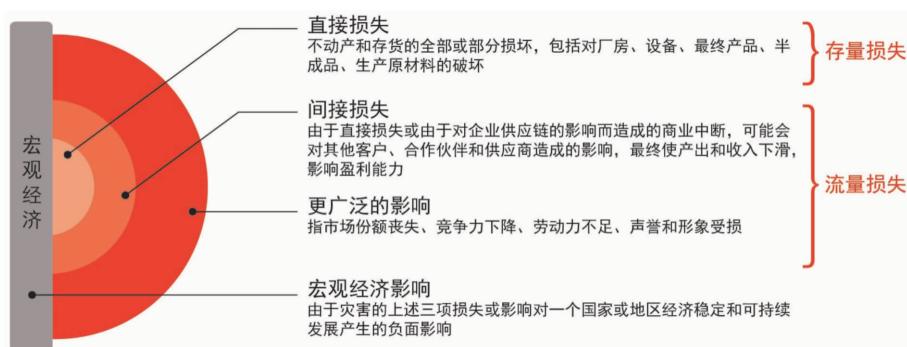 宏观经济
直接损失
不动产和存货的全部或部分损坏，包括对厂房、设备、最终产品、半
成品、生产原材料的破坏
存量损失
间接损失
由于直接损失或由于对企业供应链的影响而造成的商业中断，可能会
对其他客户、合作伙伴和供应商造成的影响，最终使产出和收入下滑，
影响盈利能力
更广泛的影响
指市场份额丧失、竞争力下降、劳动力不足、声誉和形象受损
流量损失
宏观经济影响
由于灾害的上述三项损失或影响对一个国家或地区经济稳定和可持续
发展产生的负面影响